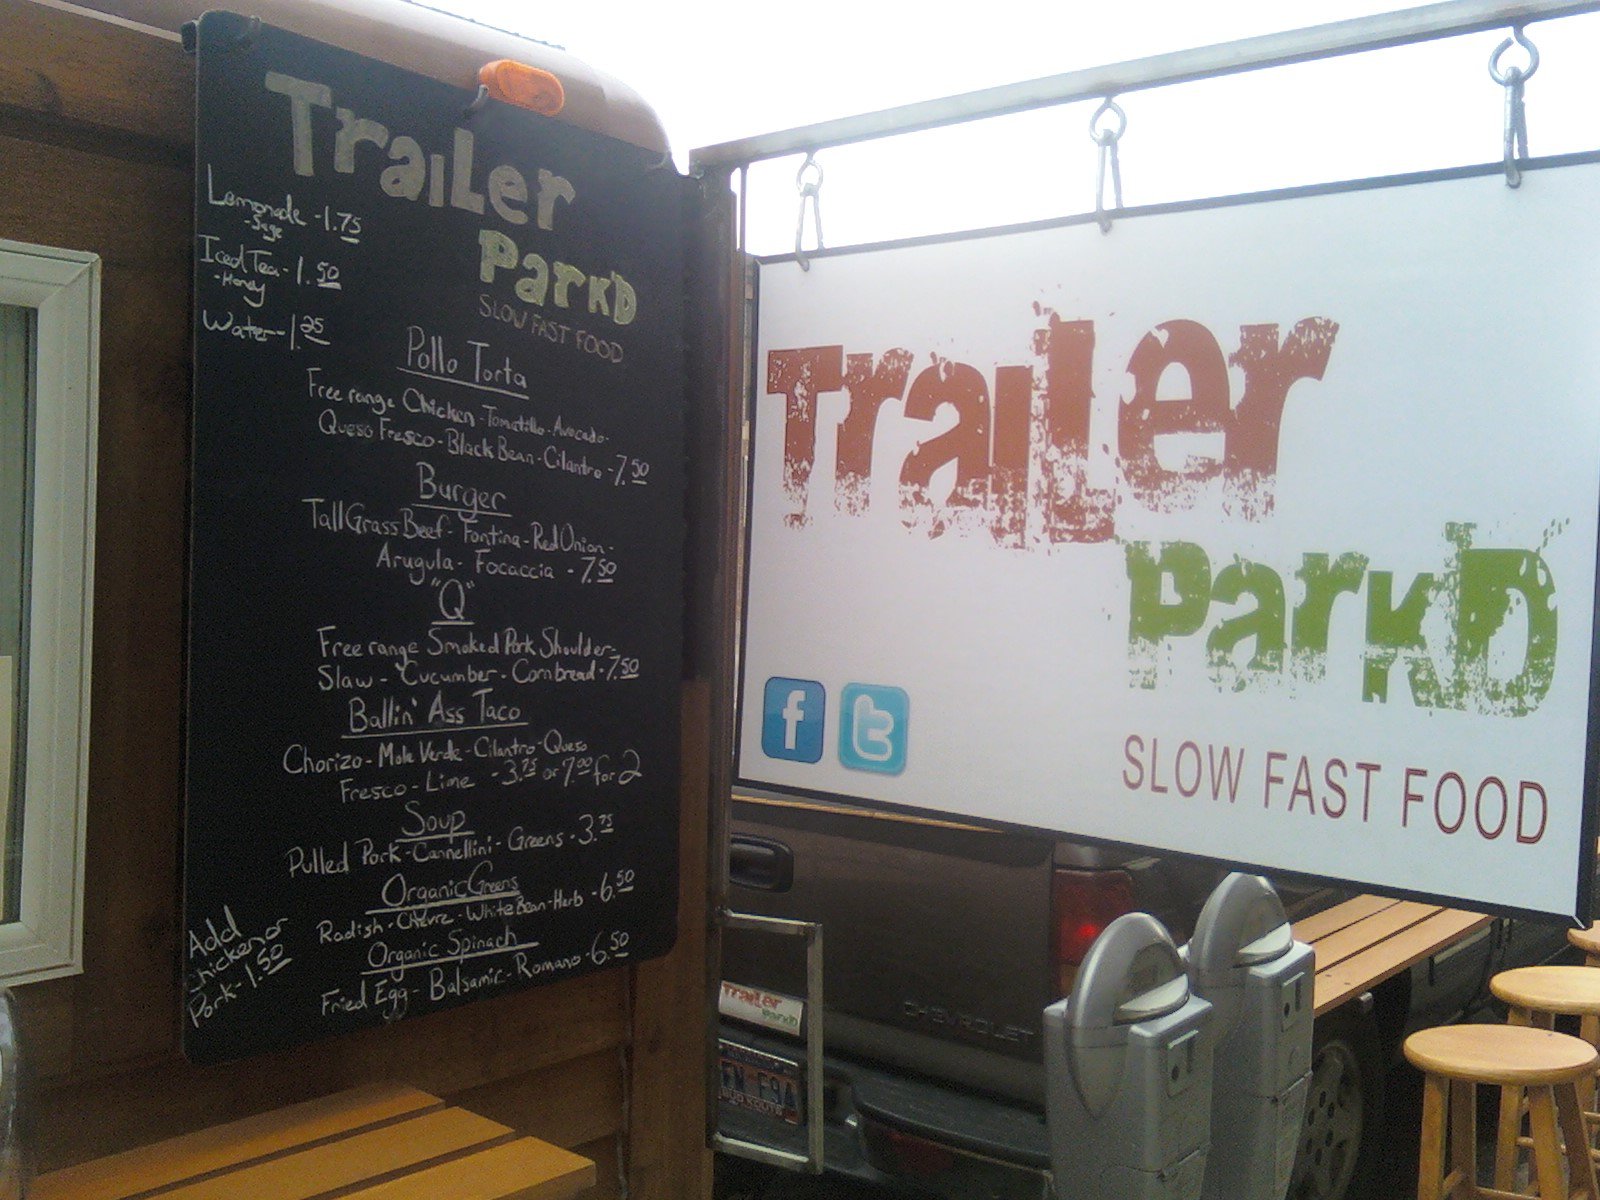 Trailer
Park'D
SLOW FAST FOOD
Lemonade - 1.75
- Sage
Iced Tea - 1.50
- Honey
Water - 1.25
Pollo Torta
Free range Chicken - Tomatillo - Avocado -
Queso Fresco - Black Bean - Cilantro - 7.50
Burger
Tall Grass Beef - Fontina - Red Onion -
Arugula - Focaccia - 7.50
"Q"
Free range Smoked Pork Shoulder -
Slaw - Cucumber - Cornbread - 7.50
Ballin' Ass Taco
Chorizo - Mole Verde - Cilantro - Queso
Fresco - Lime - 3.75 or 7.00 for 2
Soup
Pulled Pork - Cannellini - Greens - 3.75
Organic Greens
Radish - Chevre - White Bean - Herb - 6.50
Organic Spinach
Fried Egg - Balsamic - Romano - 6.50
Add
Chicken or
Pork - 1.50
Trailer
ParkD
f t
SLOW FAST FOOD
Trailer
ParkD
CHEVROLET